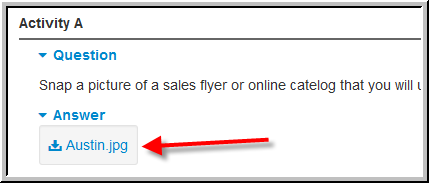 Activity A
Question
Snap a picture of a sales flyer or online catelog that you will
Answer
Austin.jpg